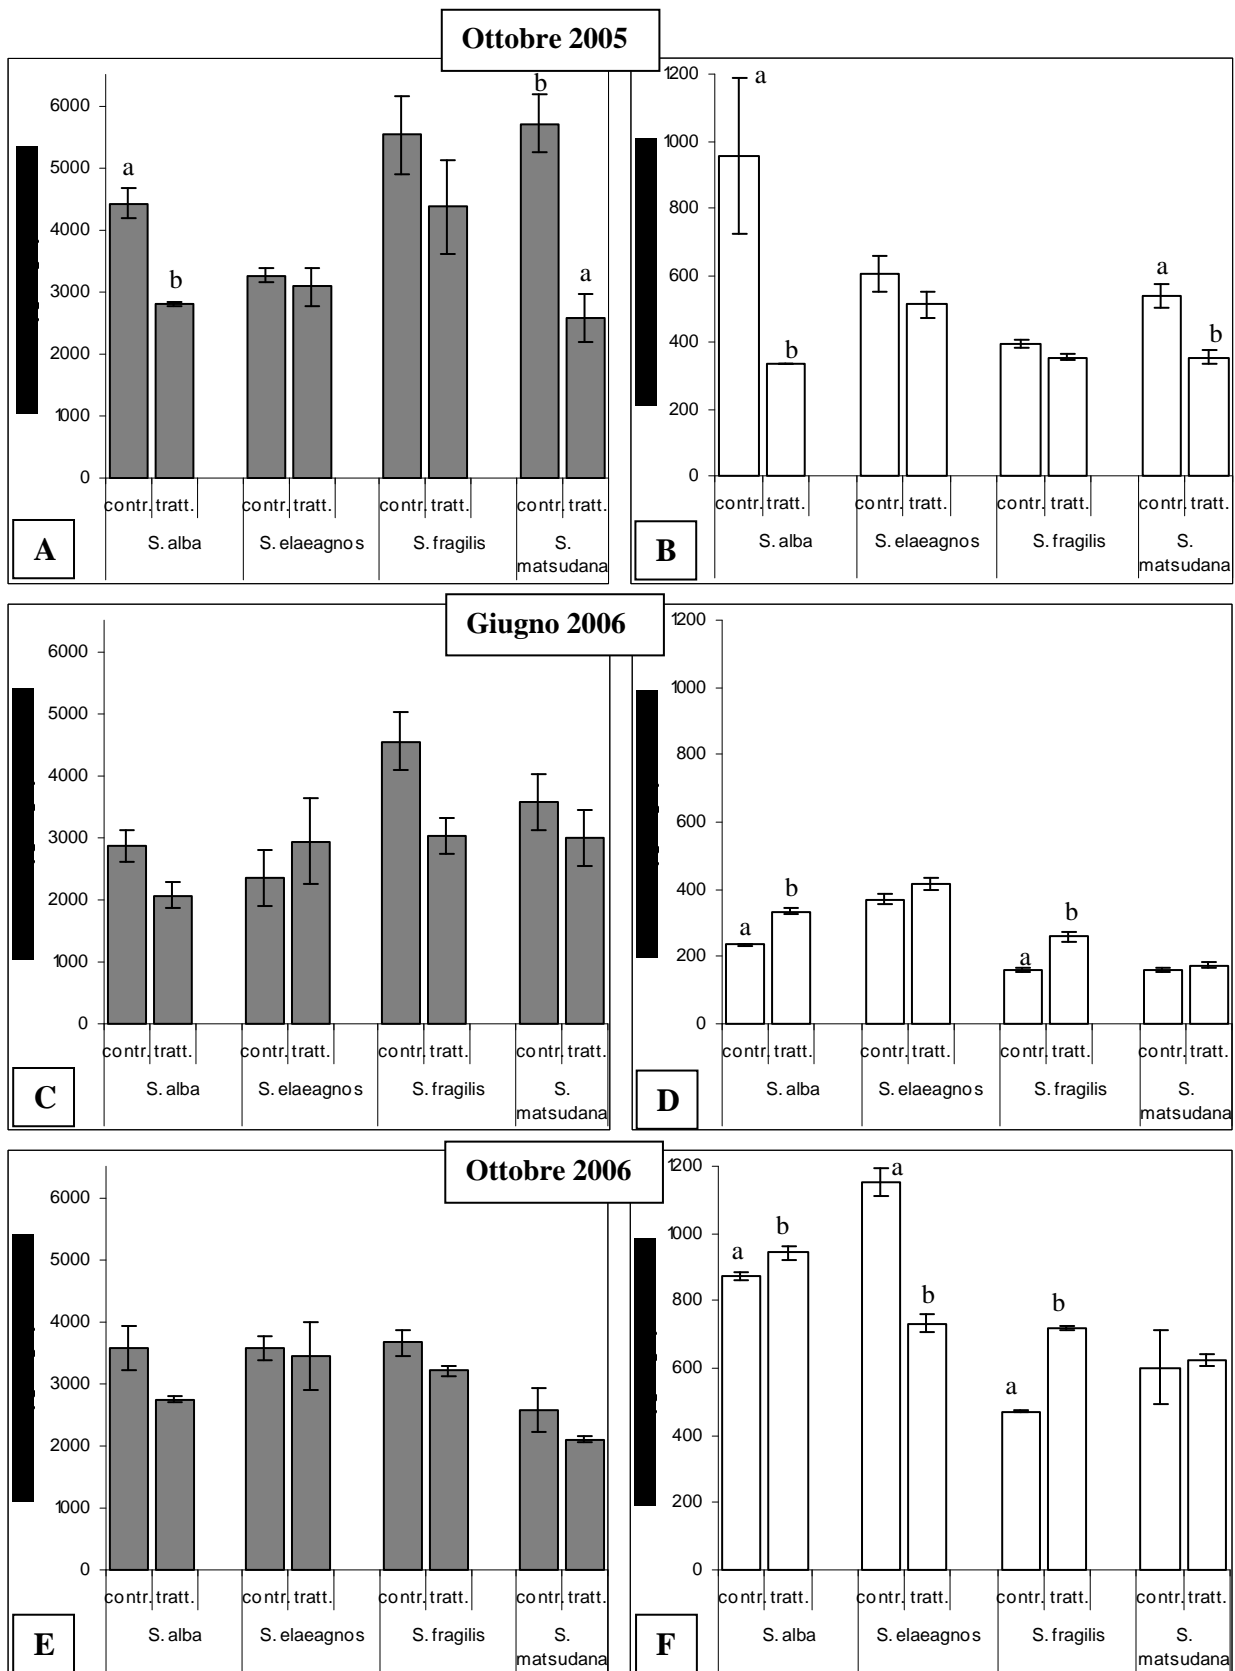 Ottobre 2005
6000
5000
4000
3000
2000
1000
0
a
b
b
a
contr. tratt. contr. tratt. contr. tratt. contr. tratt.
S. alba S. elaeagnos S. fragilis S.
matsudana
A
1200
1000
800
600
400
200
0
a
b
a
b
contr. tratt. contr. tratt. contr. tratt. contr. tratt.
S. alba S. elaeagnos S. fragilis S.
matsudana
B
Giugno 2006
6000
5000
4000
3000
2000
1000
0
contr. tratt. contr. tratt. contr. tratt. contr. tratt.
S. alba S. elaeagnos S. fragilis S.
matsudana
C
1200
1000
800
600
400
200
0
a
b
a
b
contr. tratt. contr. tratt. contr. tratt. contr. tratt.
S. alba S. elaeagnos S. fragilis S.
matsudana
D
Ottobre 2006
6000
5000
4000
3000
2000
1000
0
contr. tratt. contr. tratt. contr. tratt. contr. tratt.
S. alba S. elaeagnos S. fragilis S.
matsudana
E
1200
1000
800
600
400
200
0
a
b
a
b
a
b
contr. tratt. contr. tratt. contr. tratt. contr. tratt.
S. alba S. elaeagnos S. fragilis S.
matsudana
F